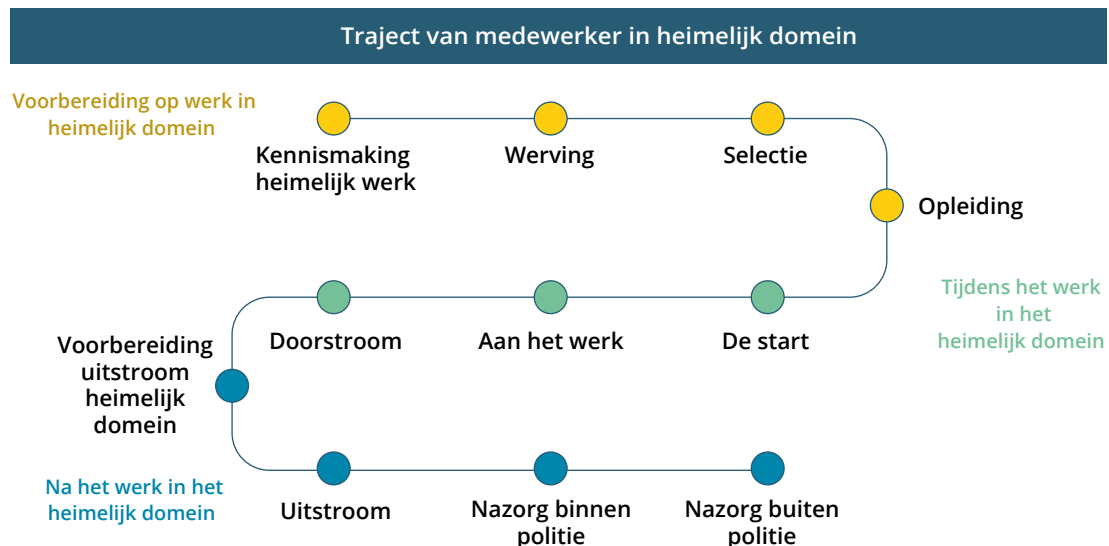 Traject van medewerker in heimelijk domein
Voorbereiding op werk in
heimelijk domein
Kennismaking
heimelijk werk
Werving
Selectie
Opleiding
Tijdens het werk
in het
heimelijk domein
De start
Aan het werk
Doorstroom
Voorbereiding
uitstroom
heimelijk
domein
Na het werk in het
heimelijk domein
Uitstroom
Nazorg binnen
politie
Nazorg buiten
politie